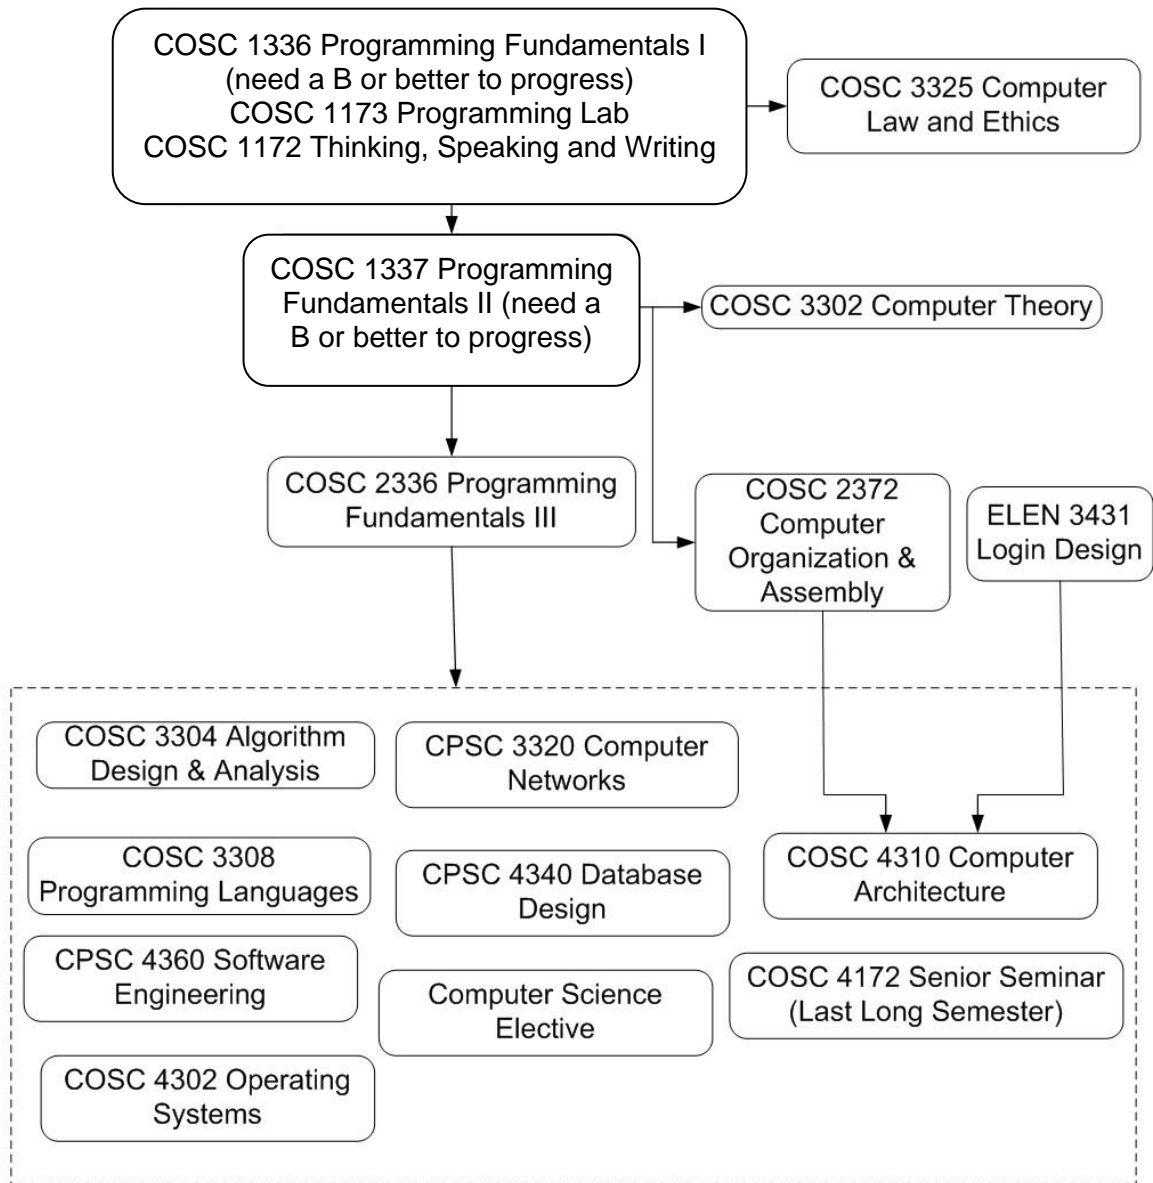 COSC 1336 Programming Fundamentals I
(need a B or better to progress)
COSC 1173 Programming Lab
COSC 1172 Thinking, Speaking and Writing
COSC 3325 Computer
Law and Ethics
COSC 1337 Programming
Fundamentals II (need a
B or better to progress)
COSC 3302 Computer Theory
COSC 2336 Programming
Fundamentals III
COSC 2372
Computer
Organization &
Assembly
ELEN 3431
Login Design
COSC 3304 Algorithm
Design & Analysis
CPSC 3320 Computer
Networks
COSC 3308
Programming Languages
CPSC 4340 Database
Design
COSC 4310 Computer
Architecture
CPSC 4360 Software
Engineering
Computer Science
Elective
COSC 4172 Senior Seminar
(Last Long Semester)
COSC 4302 Operating
Systems